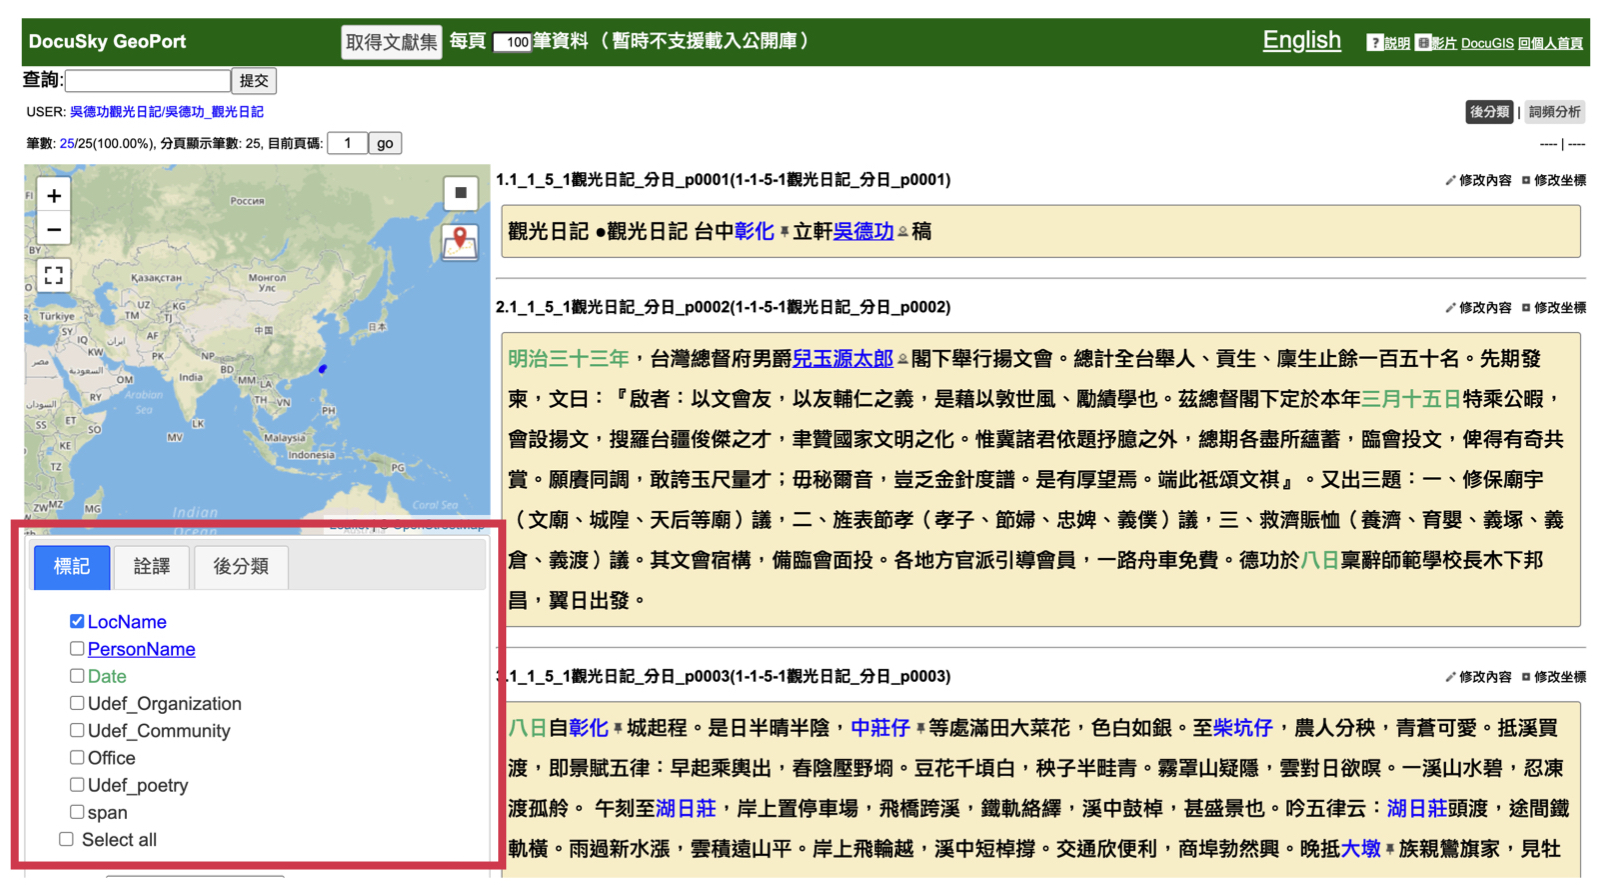 DocuSky GeoPort 取得文獻集 每頁 100 筆資料 (暫時不支援載入公開庫) English ?說明 影片 DocuGIS 回個人首頁
查詢: 提交
USER: 吳德功觀光日記/吳德功_觀光日記 後分類 | 詞頻分析
筆數: 25/25(100.00%), 分頁顯示筆數: 25, 目前頁碼: 1 go ---- | ----
+
−
Россия
BY
Қазақстан
Монгол Улс
UZ KG
Türkiye TM TJ
SY
IQ ایران AF
中国
日本
KW PK
NP
مصر السعودية
BD
OM India MM LA
RY Arabian Sea
السودان
TH VN
PH
SS ET
SO
LK
MV
KE
Malaysia
Indonesia
TZ
PG
ZW MZ MG
Indian Ocean
Coral Sea
Leaflet | © OpenStreetMap
標記 詮譯 後分類
LocName
PersonName
Date
Udef_Organization
Udef_Community
Office
Udef_poetry
span
Select all
1.1_1_5_1觀光日記_分日_p0001(1-1-5-1觀光日記_分日_p0001) 修改內容 修改坐標
觀光日記 ●觀光日記 台中彰化立軒吳德功稿
2.1_1_5_1觀光日記_分日_p0002(1-1-5-1觀光日記_分日_p0002) 修改內容 修改坐標
明治三十三年，台灣總督府男爵兒玉源太郎閣下舉行揚文會。總計全台舉人、貢生、廩生止餘一百五十名。先期發
柬，文曰：『啟者：以文會友，以友輔仁之義，是藉以敦世風、勵績學也。茲總督閣下定於本年三月十五日特乘公暇，
會設揚文，搜羅台疆俊傑之才，聿贊國家文明之化。惟冀諸君依題抒臆之外，總期各盡所蘊蓄，臨會投文，俾得有奇共
賞。願賡同調，敢誇玉尺量才；毋秘爾音，豈乏金針度譜。是有厚望焉。端此祗頌文祺』。又出三題：一、修保廟宇
（文廟、城隍、天后等廟）議，二、旌表節孝（孝子、節婦、忠婢、義僕）議，三、救濟賑恤（養濟、育嬰、義塚、義
倉、義渡）議。其文會宿構，備臨會面投。各地方官派引導會員，一路舟車免費。德功於八日稟辭師範學校長木下邦
昌，翼日出發。
3.1_1_5_1觀光日記_分日_p0003(1-1-5-1觀光日記_分日_p0003) 修改內容 修改坐標
八日自彰化城起程。是日半晴半陰，中莊仔等處滿田大菜花，色白如銀。至柴坑仔，農人分秧，青蒼可愛。抵溪買
渡，即景賦五律：早起乘輿出，春陰壓野坰。豆花千頃白，秧子半畦青。霧罩山疑隱，雲對日欲暝。一溪山水碧，忍凍
渡孤舲。 午刻至湖日莊，岸上置停車場，飛橋跨溪，鐵軌絡繹，溪中鼓棹，甚盛景也。吟五律云：湖日莊頭渡，途間鐵
軌橫。雨過新水漲，雲積遠山平。岸上飛輪越，溪中短棹撐。交通欣便利，商埠勃然興。晚抵大墩族親鸞旂家，見牡